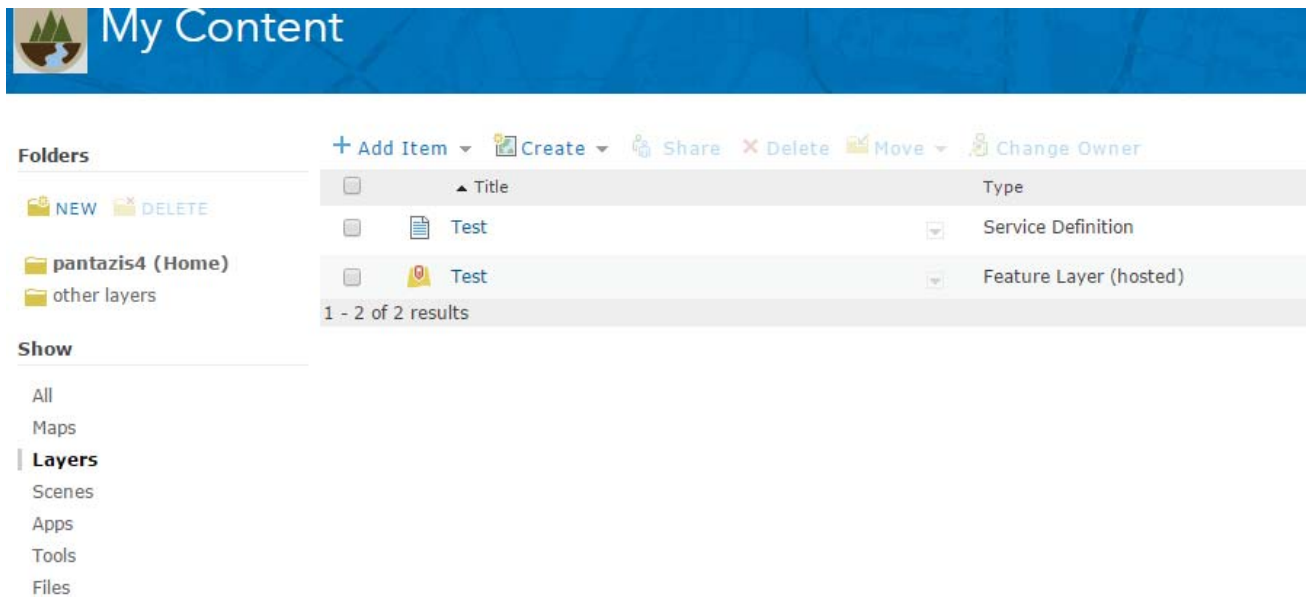 My Content
Folders
NEW DELETE
pantazis4 (Home)
other layers
Show
All
Maps
Layers
Scenes
Apps
Tools
Files
+ Add Item Create Share Delete Move Change Owner
Title Type
Test Service Definition
Test Feature Layer (hosted)
1 - 2 of 2 results